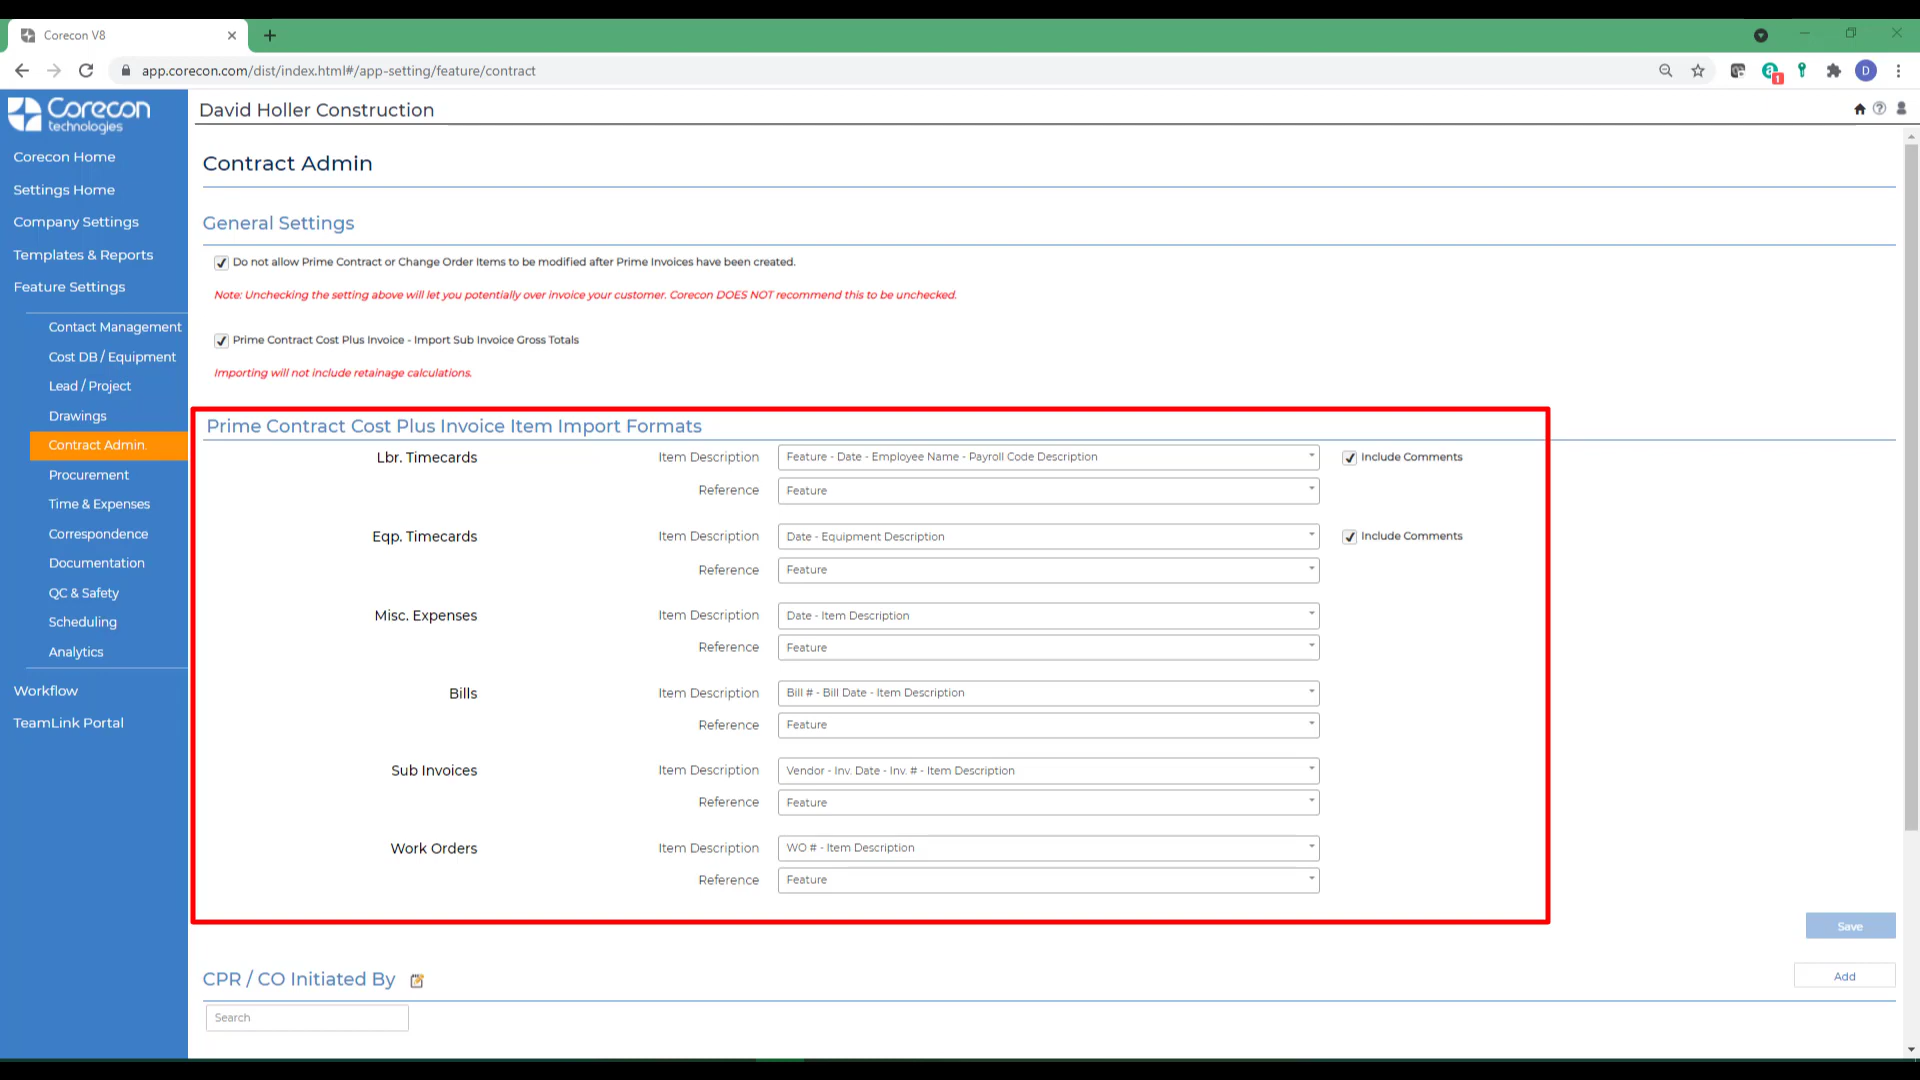 Corecon V8
app.corecon.com/dist/index.html#/app-setting/feature/contract
1
D
Corecon
technologies
David Holler Construction
Corecon Home
Settings Home
Company Settings
Templates & Reports
Feature Settings
Contact Management
Cost DB / Equipment
Lead / Project
Drawings
Contract Admin.
Procurement
Time & Expenses
Correspondence
Documentation
QC & Safety
Scheduling
Analytics
Workflow
TeamLink Portal
Contract Admin
General Settings
Do not allow Prime Contract or Change Order Items to be modified after Prime Invoices have been created.
Note: Unchecking the setting above will let you potentially over invoice your customer. Corecon DOES NOT recommend this to be unchecked.
Prime Contract Cost Plus Invoice - Import Sub Invoice Gross Totals
Importing will not include retainage calculations.
Prime Contract Cost Plus Invoice Item Import Formats
Lbr. Timecards Item Description Feature - Date - Employee Name - Payroll Code Description Include Comments
Reference Feature
Eqp. Timecards Item Description Date - Equipment Description Include Comments
Reference Feature
Misc. Expenses Item Description Date - Item Description
Reference Feature
Bills Item Description Bill # - Bill Date - Item Description
Reference Feature
Sub Invoices Item Description Vendor - Inv. Date - Inv. # - Item Description
Reference Feature
Work Orders Item Description WO # - Item Description
Reference Feature
Save
CPR / CO Initiated By
Add
Search